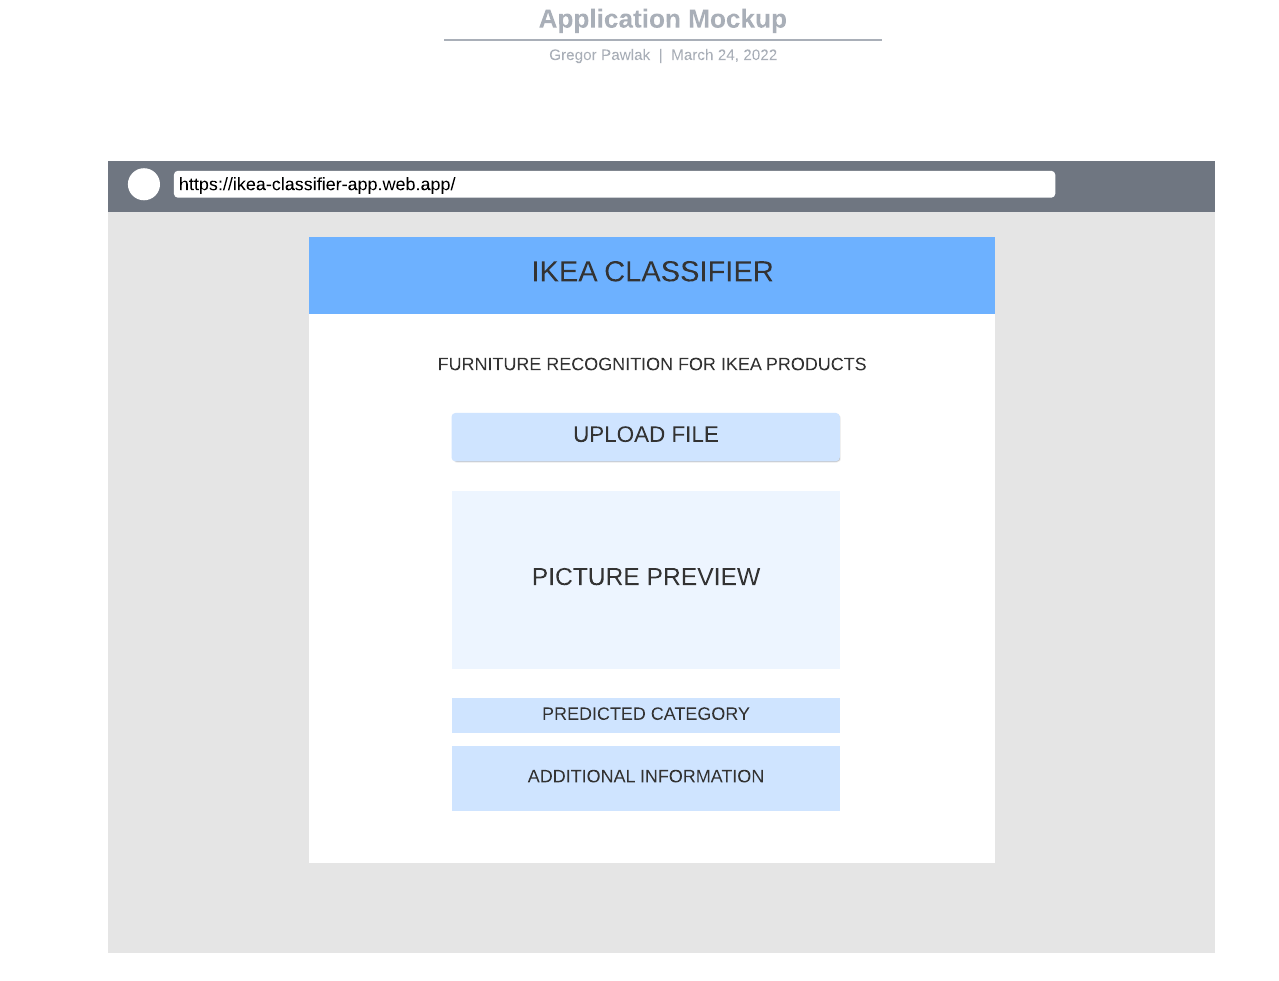 Application Mockup
Gregor Pawlak | March 24, 2022
https://ikea-classifier-app.web.app/
IKEA CLASSIFIER
FURNITURE RECOGNITION FOR IKEA PRODUCTS
UPLOAD FILE
PICTURE PREVIEW
PREDICTED CATEGORY
ADDITIONAL INFORMATION